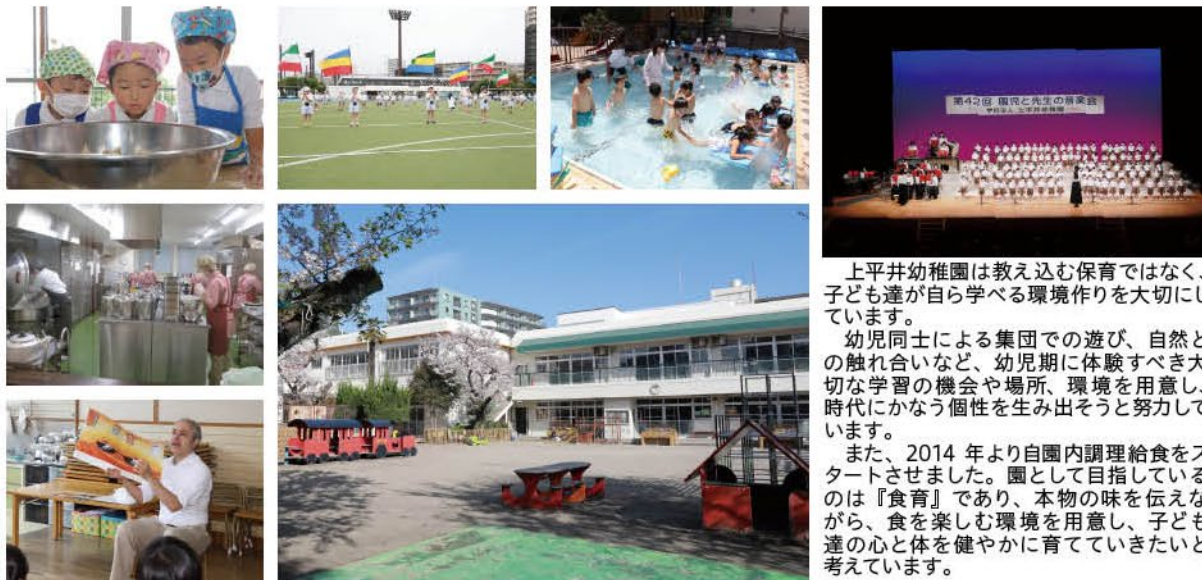 第42回 園児と先生の音楽会
学校法人 上平井幼稚園
上平井幼稚園は教え込む保育ではなく、
子ども達が自ら学べる環境作りを大切にし
ています。
幼児同士による集団での遊び、自然と
の触れ合いなど、幼児期に体験すべき大
切な学習の機会や場所、環境を用意し、
時代にかなう個性を生み出そうと努力して
います。
また、2014 年より自園内調理給食をス
タートさせました。園として目指している
のは『食育』であり、本物の味を伝えな
がら、食を楽しむ環境を用意し、子ども
達の心と体を健やかに育てていきたいと
考えています。